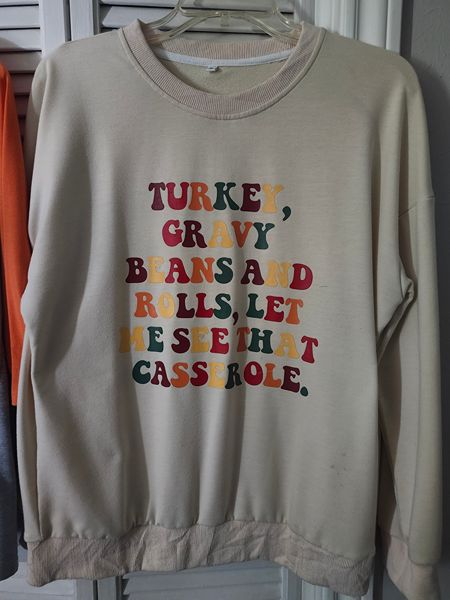 TURKEY,
GRAVY
BEANS AND
ROLLS, LET
ME SEE THAT
CASSEROLE.